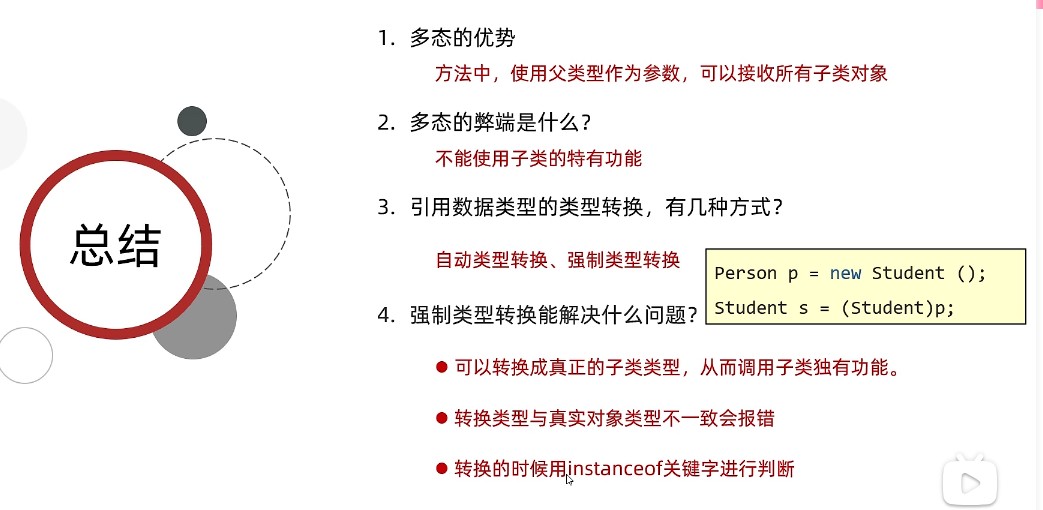 总结
1. 多态的优势
方法中，使用父类型作为参数，可以接收所有子类对象
2. 多态的弊端是什么？
不能使用子类的特有功能
3. 引用数据类型的类型转换，有几种方式？
自动类型转换、强制类型转换
Person p = new Student ();
Student s = (Student)p;
4. 强制类型转换能解决什么问题？
● 可以转换成真正的子类类型，从而调用子类独有功能。
● 转换类型与真实对象类型不一致会报错
● 转换的时候用instanceof关键字进行判断